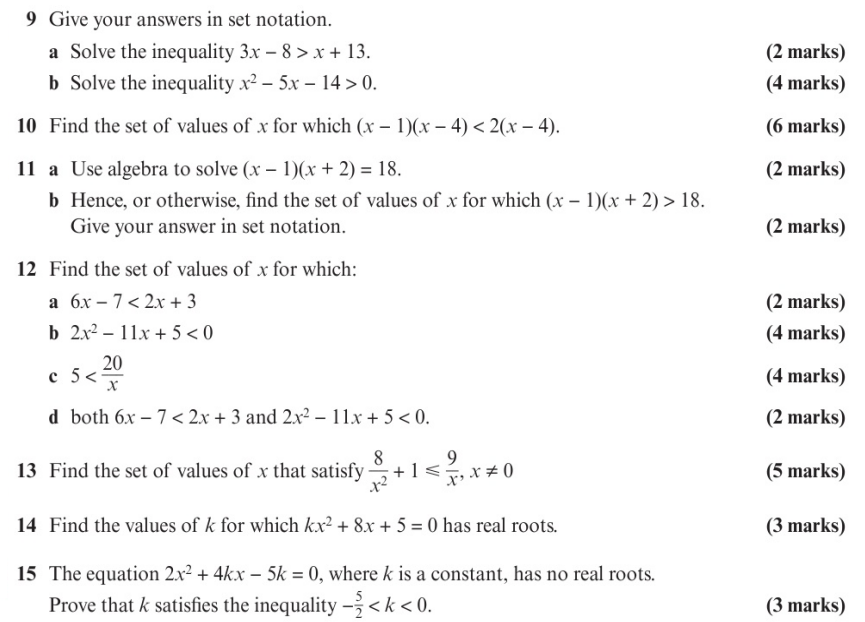 9 Give your answers in set notation.
a Solve the inequality 3x − 8 > x + 13. (2 marks)
b Solve the inequality x² − 5x − 14 > 0. (4 marks)
10 Find the set of values of x for which (x − 1)(x − 4) < 2(x − 4). (6 marks)
11 a Use algebra to solve (x − 1)(x + 2) = 18. (2 marks)
b Hence, or otherwise, find the set of values of x for which (x − 1)(x + 2) > 18.
Give your answer in set notation. (2 marks)
12 Find the set of values of x for which:
a 6x − 7 < 2x + 3 (2 marks)
b 2x² − 11x + 5 < 0 (4 marks)
c 5 < 20/x (4 marks)
d both 6x − 7 < 2x + 3 and 2x² − 11x + 5 < 0. (2 marks)
13 Find the set of values of x that satisfy 8/x² + 1 ⩽ 9/x, x ≠ 0 (5 marks)
14 Find the values of k for which kx² + 8x + 5 = 0 has real roots. (3 marks)
15 The equation 2x² + 4kx − 5k = 0, where k is a constant, has no real roots.
Prove that k satisfies the inequality −5/2 < k < 0. (3 marks)